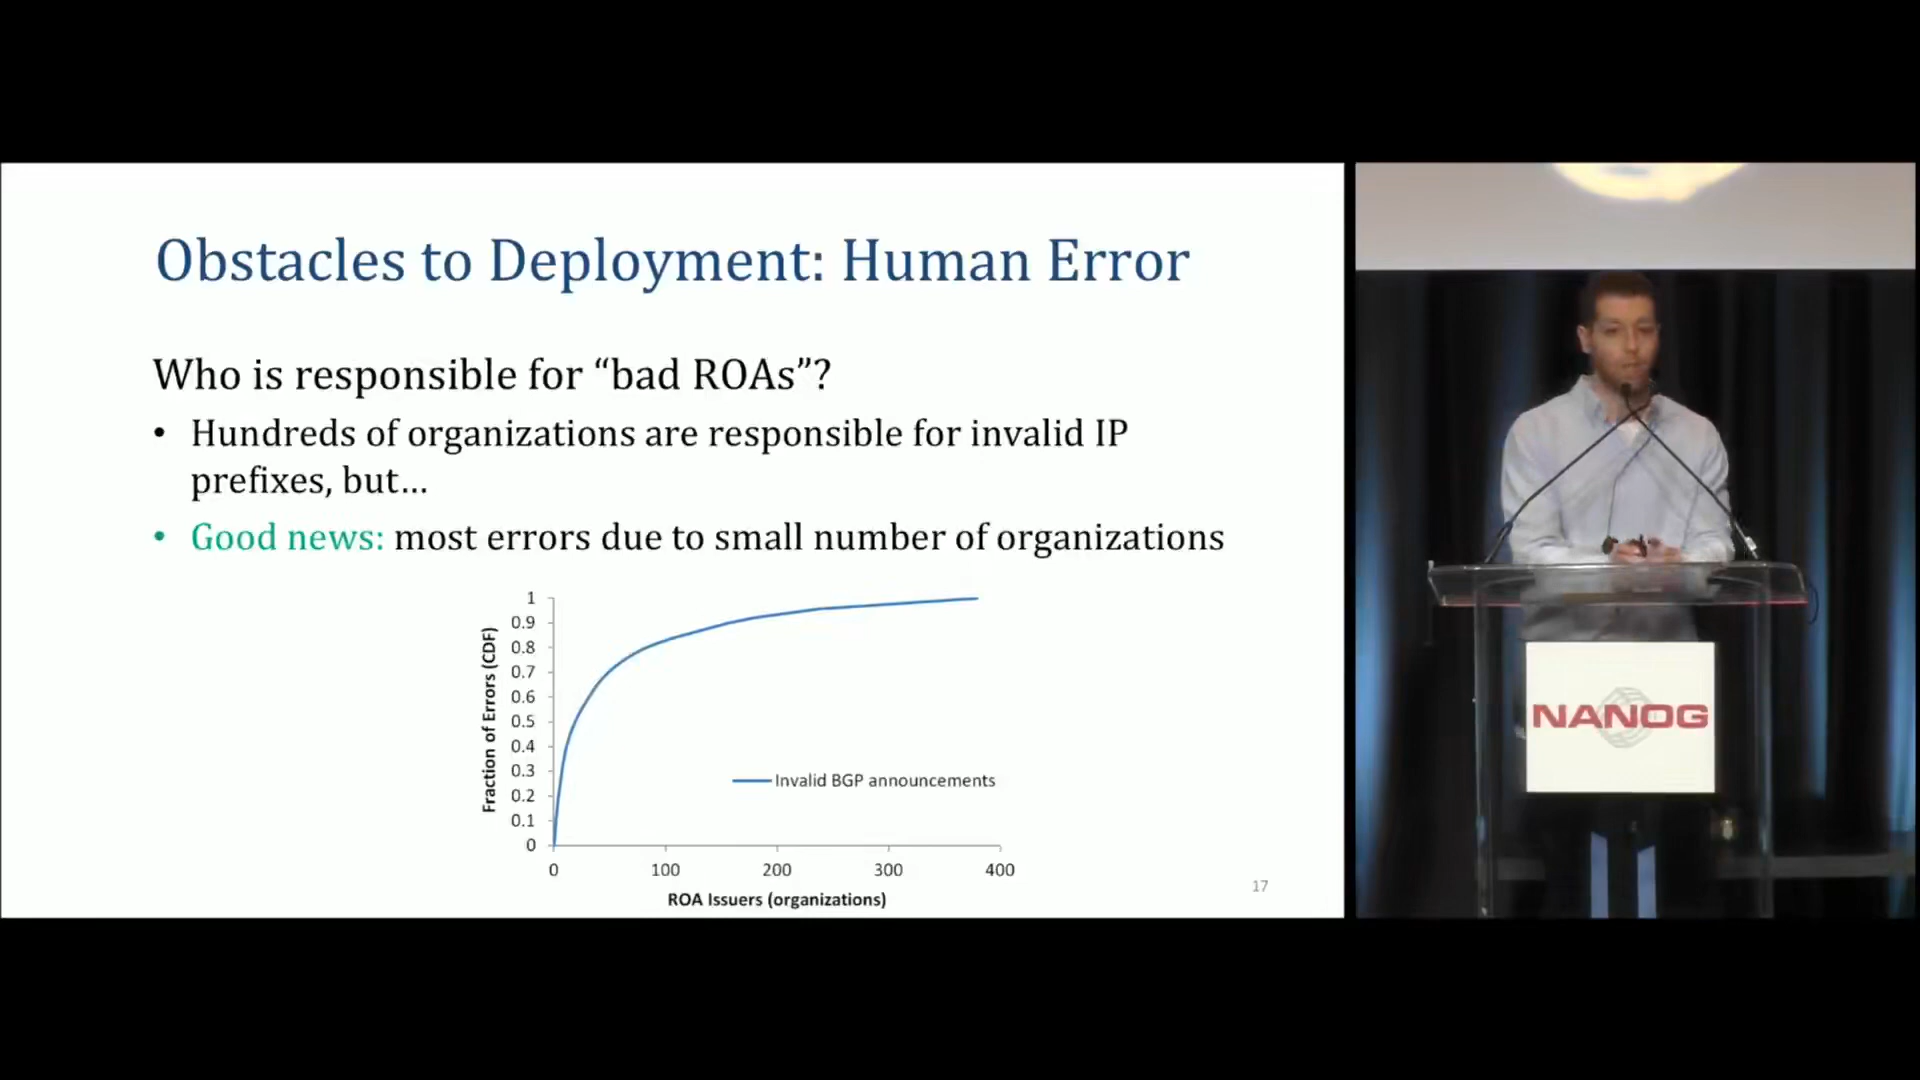 Obstacles to Deployment: Human Error
Who is responsible for “bad ROAs”?
• Hundreds of organizations are responsible for invalid IP
prefixes, but...
• Good news: most errors due to small number of organizations
Fraction of Errors (CDF)
1
0.9
0.8
0.7
0.6
0.5
0.4
0.3
0.2
0.1
0
Invalid BGP announcements
0 100 200 300 400
ROA Issuers (organizations)
17
NANOG